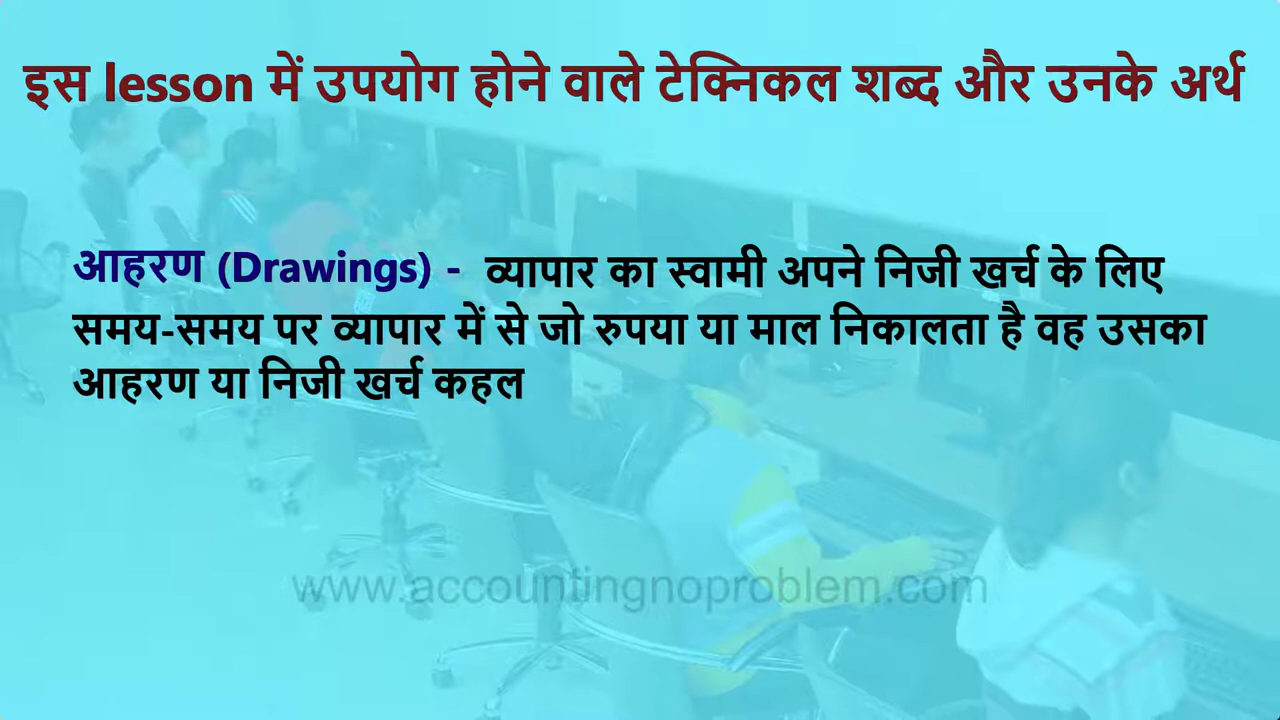 इस lesson में उपयोग होने वाले टेक्निकल शब्द और उनके अर्थ
आहरण (Drawings) - व्यापार का स्वामी अपने निजी खर्च के लिए
समय-समय पर व्यापार में से जो रुपया या माल निकालता है वह उसका
आहरण या निजी खर्च कहल
www.accountingnoproblem.com